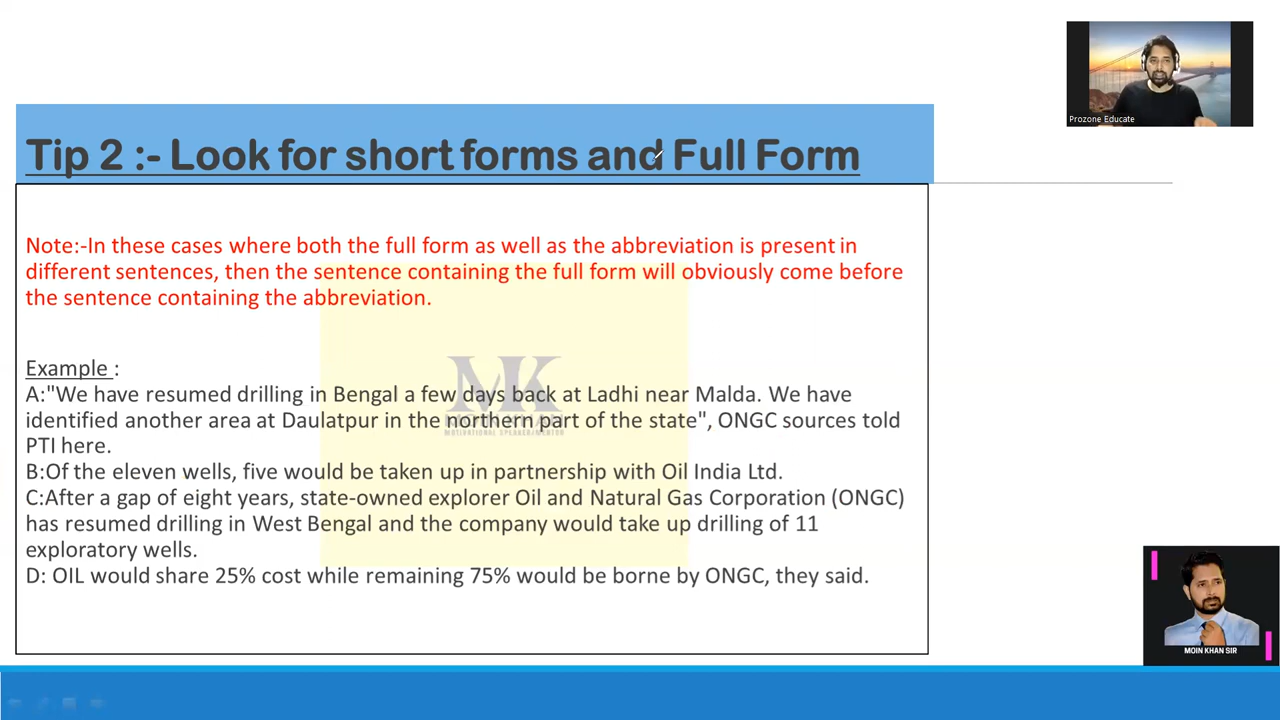 Prozone Educate
Tip 2 :- Look for short forms and Full Form
Note:-In these cases where both the full form as well as the abbreviation is present in
different sentences, then the sentence containing the full form will obviously come before
the sentence containing the abbreviation.
Example :
A:"We have resumed drilling in Bengal a few days back at Ladhi near Malda. We have
identified another area at Daulatpur in the northern part of the state", ONGC sources told
PTI here.
B:Of the eleven wells, five would be taken up in partnership with Oil India Ltd.
C:After a gap of eight years, state-owned explorer Oil and Natural Gas Corporation (ONGC)
has resumed drilling in West Bengal and the company would take up drilling of 11
exploratory wells.
D: OIL would share 25% cost while remaining 75% would be borne by ONGC, they said.
MK
MOTIVATIONAL SPEAKER/MENTOR
MOIN KHAN SIR